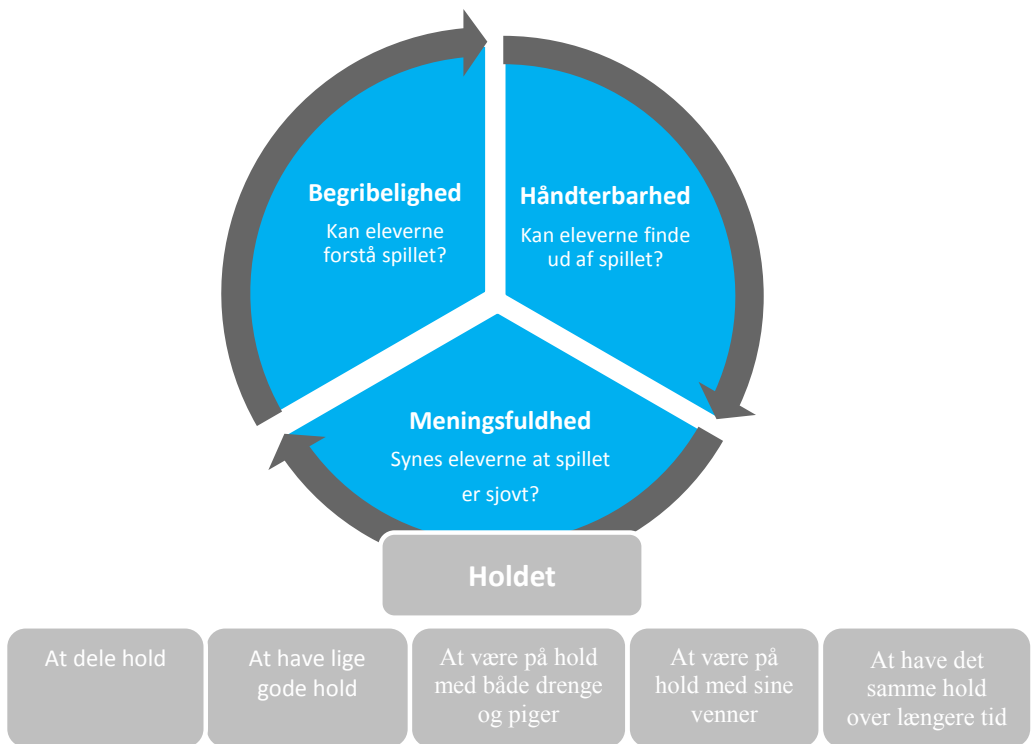 Begribelighed
Kan eleverne
forstå spillet?
Håndterbarhed
Kan eleverne finde
ud af spillet?
Meningsfuldhed
Synes eleverne at spillet
er sjovt?
Holdet
At dele hold
At have lige
gode hold
At være på hold
med både drenge
og piger
At være på
hold med sine
venner
At have det
samme hold
over længere tid